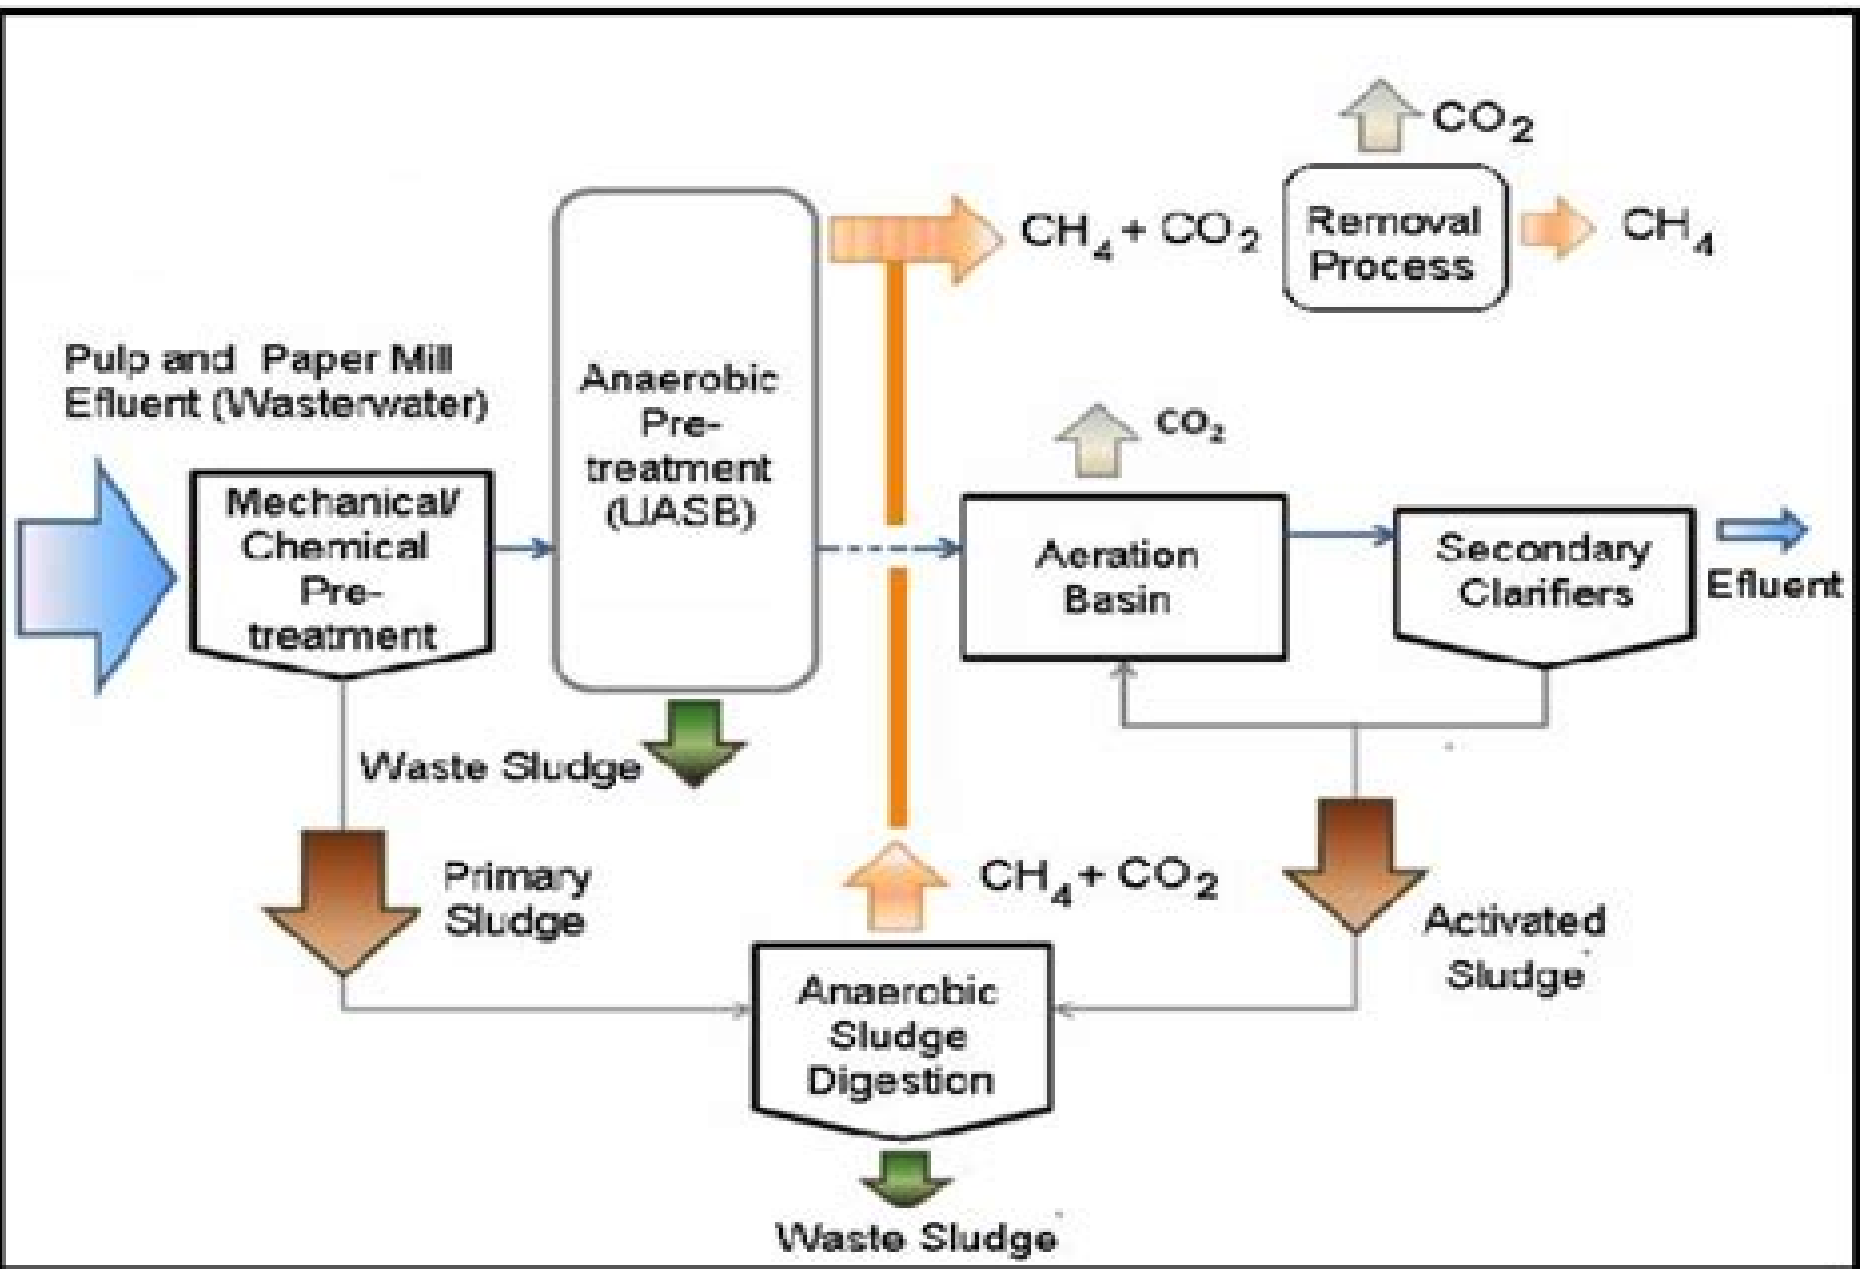 CO₂
Removal
Process
CH₄ + CO₂
CH₄
Pulp and Paper Mill
Efluent (Wasterwater)
Anaerobic
Pre-
treatment
(UASB)
CO₂
Mechanical/
Chemical
Pre-
treatment
Aeration
Basin
Secondary
Clarifiers
Efluent
Waste Sludge
Primary
Sludge
CH₄ + CO₂
Activated
Sludge
Anaerobic
Sludge
Digestion
Waste Sludge